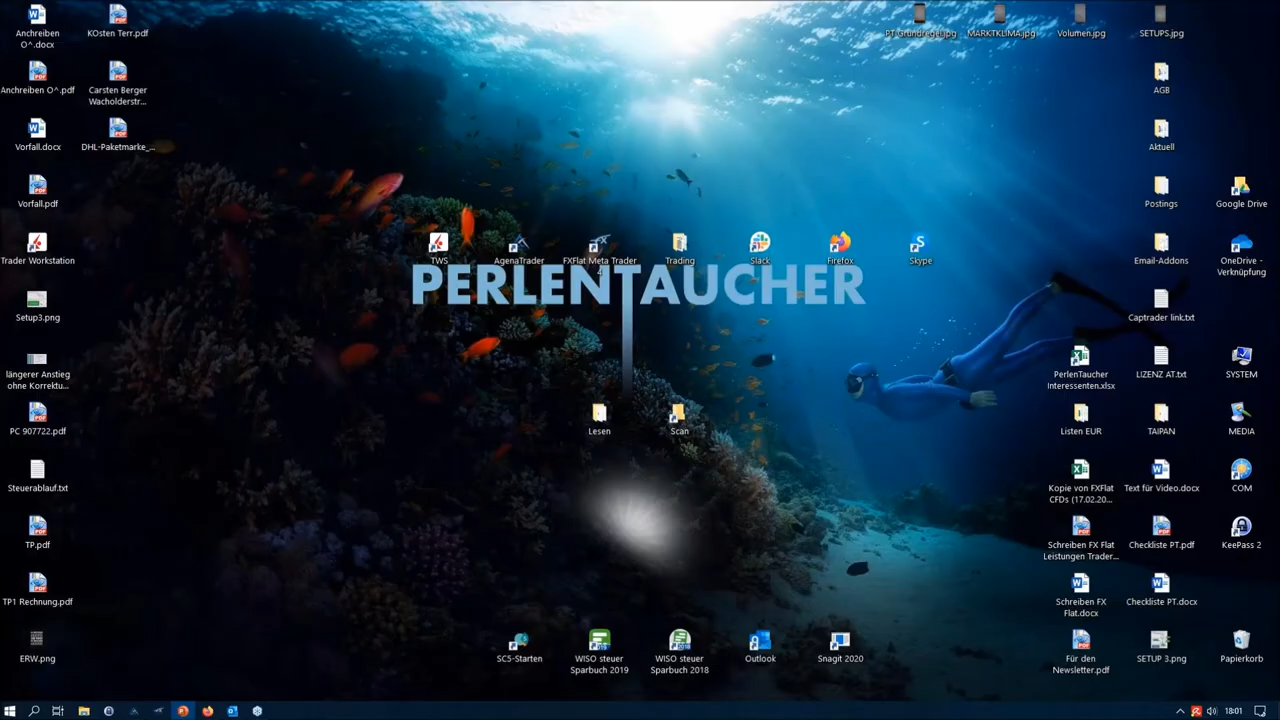 Anchreiben
O^.docx
KOsten Terr.pdf
PT Grundregel.jpg
MARKTKLIMA.jpg
Volumen.jpg
SETUPS.jpg
Anchreiben O^.pdf
Carsten Berger
Wacholderstr...
AGB
Vorfall.docx
DHL-Paketmarke_...
Aktuell
Vorfall.pdf
Postings
Google Drive
Trader Workstation
TWS
AgenaTrader
FXFlat Meta Trader
4
Trading
Slack
Firefox
Skype
Email-Addons
OneDrive -
Verknüpfung
PERLENTAUCHER
Setup3.png
Captrader link.txt
längerer Anstieg
ohne Korrektu...
PerlenTaucher
Interessenten.xlsx
LIZENZ AT.txt
SYSTEM
PC 907722.pdf
Lesen
Scan
Listen EUR
TAIPAN
MEDIA
Steuerablauf.txt
Kopie von FXFlat
CFDs (17.02.20...
Text für Video.docx
COM
TP.pdf
Schreiben FX Flat
Leistungen Trader...
Checkliste PT.pdf
KeePass 2
TP1 Rechnung.pdf
Schreiben FX
Flat.docx
Checkliste PT.docx
ERW.png
SC5-Starten
WISO steuer
Sparbuch 2019
WISO steuer
Sparbuch 2018
Outlook
Snagit 2020
Für den
Newsletter.pdf
SETUP 3.png
Papierkorb
18:01